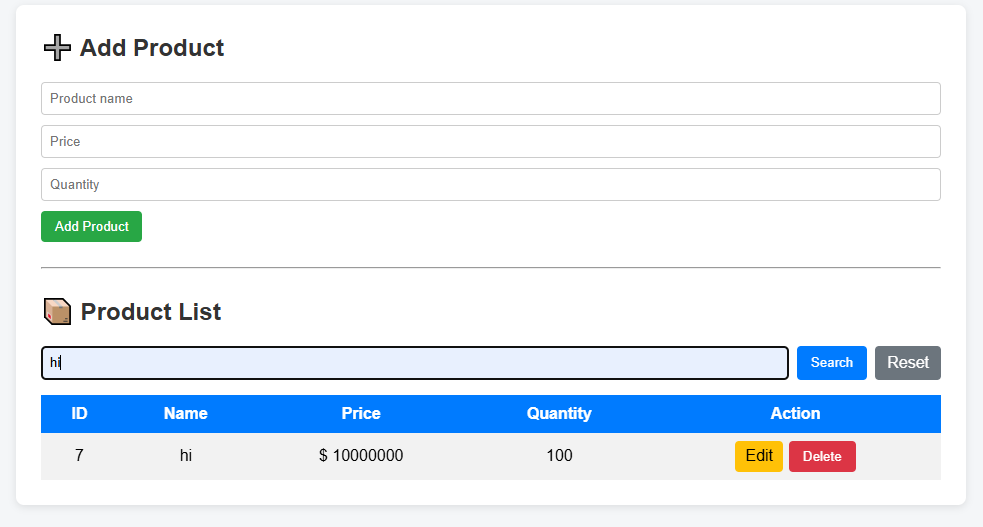 Add Product
Product name
Price
Quantity
Add Product
Product List
hi Search Reset
ID Name Price Quantity Action
7 hi $ 10000000 100 Edit Delete